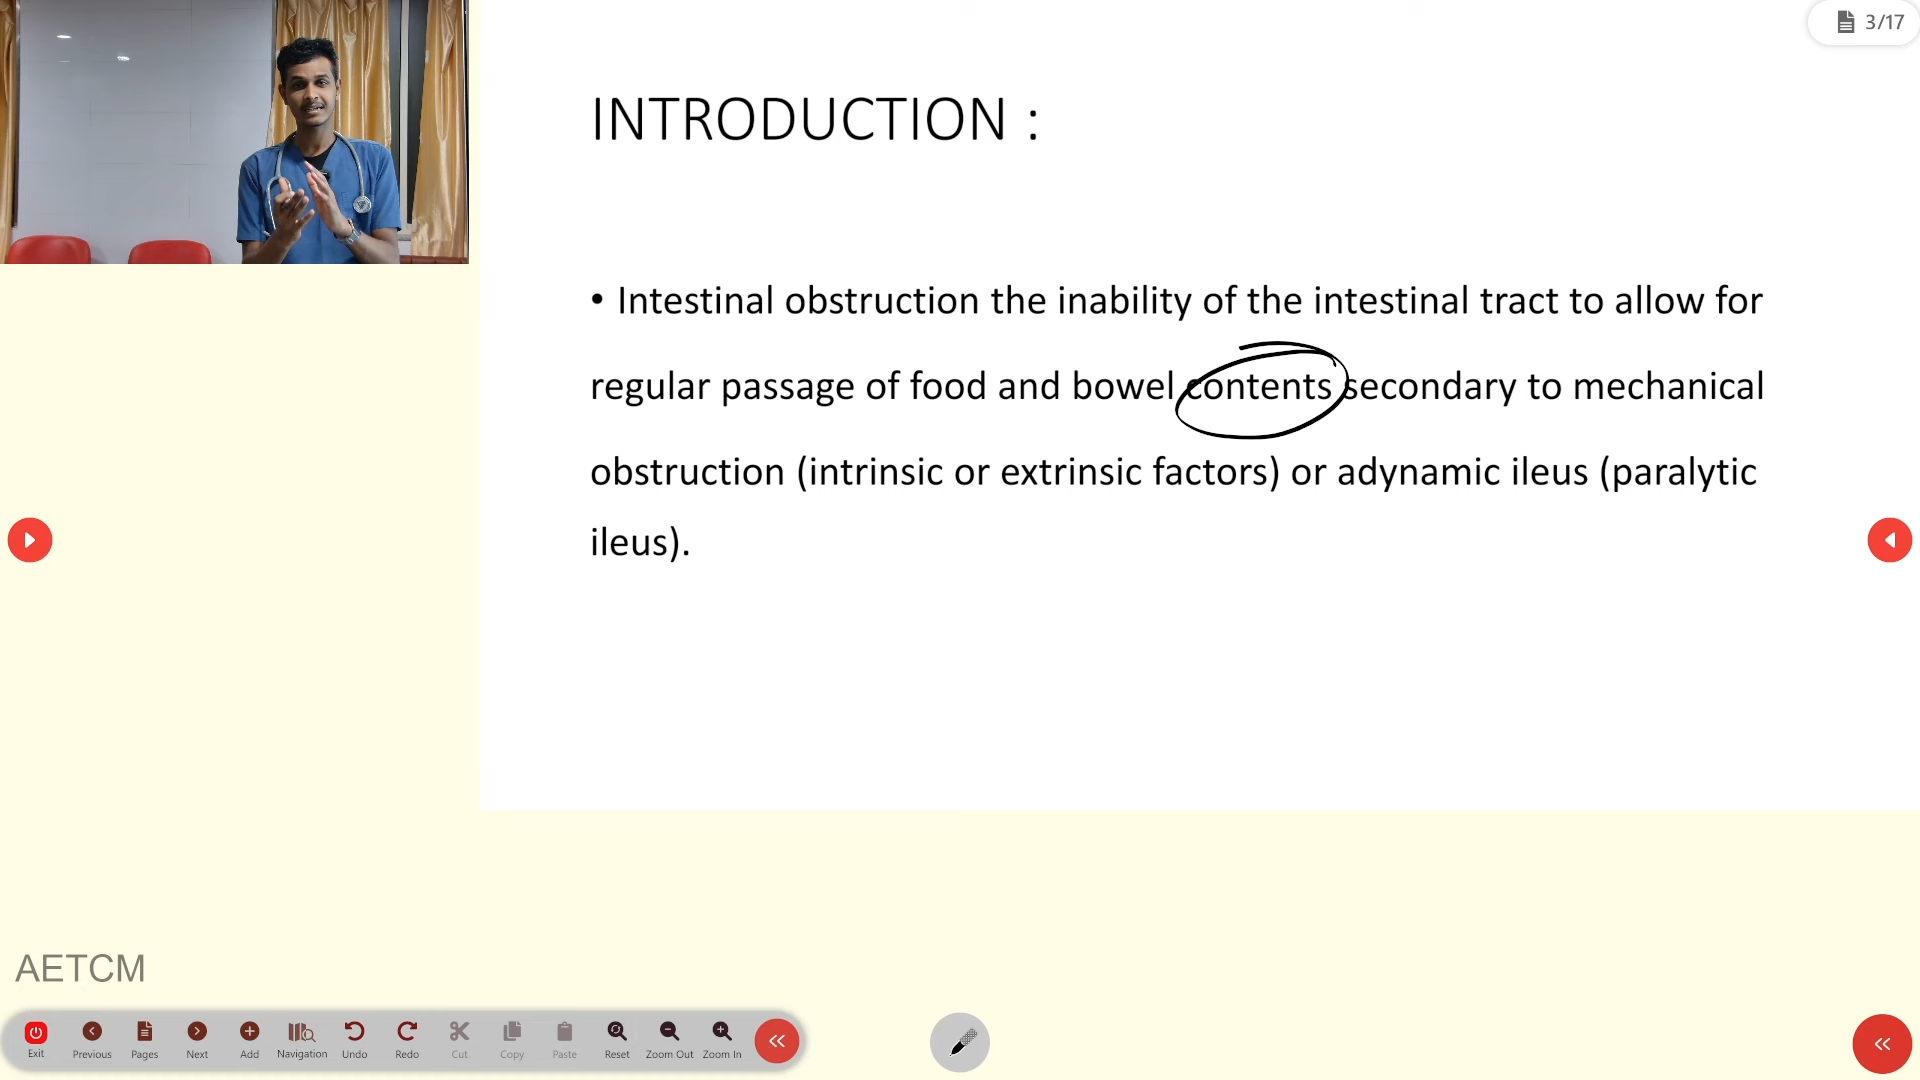 3/17
INTRODUCTION :
• Intestinal obstruction the inability of the intestinal tract to allow for
regular passage of food and bowel contents secondary to mechanical
obstruction (intrinsic or extrinsic factors) or adynamic ileus (paralytic
ileus).
AETCM
Exit Previous Pages Next Add Navigation Undo Redo Cut Copy Paste Reset Zoom Out Zoom In